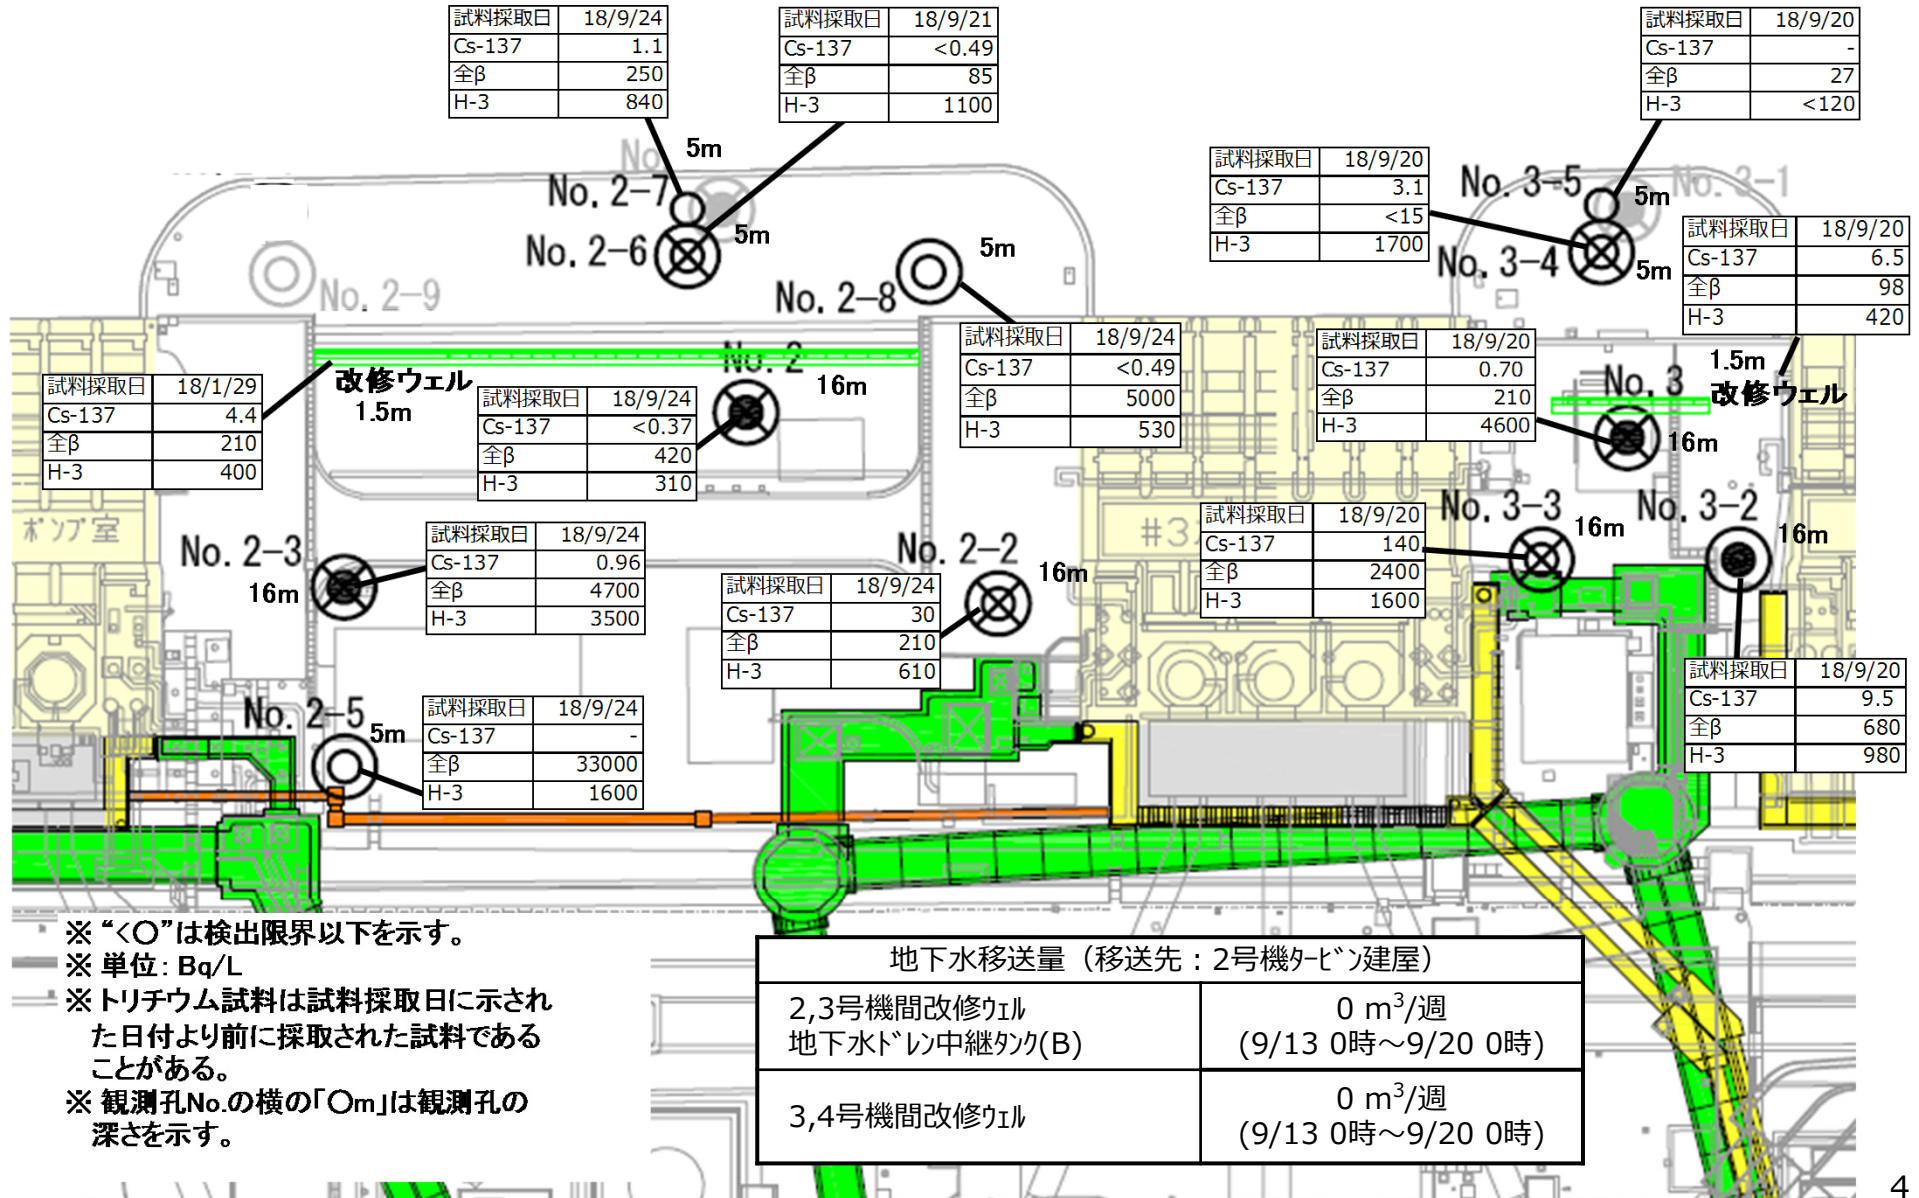 試料採取日 18/9/24
Cs-137 1.1
全β 250
H-3 840
試料採取日 18/9/21
Cs-137 <0.49
全β 85
H-3 1100
試料採取日 18/9/20
Cs-137 -
全β 27
H-3 <120
試料採取日 18/9/20
Cs-137 3.1
全β <15
H-3 1700
試料採取日 18/9/20
Cs-137 6.5
全β 98
H-3 420
No. 5m
No. 2-7
No. 2-6 5m
No. 2-8 5m
No. 2-9
No. 3-5 5m
No. 3-1
No. 3-4 5m
試料採取日 18/9/24
Cs-137 <0.49
全β 5000
H-3 530
試料採取日 18/9/20
Cs-137 0.70
全β 210
H-3 4600
1.5m
改修ウェル
No. 3
16m
試料採取日 18/1/29
Cs-137 4.4
全β 210
H-3 400
改修ウェル
1.5m
No. 2
16m
試料採取日 18/9/24
Cs-137 <0.37
全β 420
H-3 310
ポンプ室
No. 2-3
16m
試料採取日 18/9/24
Cs-137 0.96
全β 4700
H-3 3500
No. 2-2
16m
試料採取日 18/9/24
Cs-137 30
全β 210
H-3 610
#3
試料採取日 18/9/20
Cs-137 140
全β 2400
H-3 1600
No. 3-3 16m
No. 3-2
16m
試料採取日 18/9/20
Cs-137 9.5
全β 680
H-3 980
No. 2-5
5m
試料採取日 18/9/24
Cs-137 -
全β 33000
H-3 1600
※ “<〇”は検出限界以下を示す。
※ 単位: Bq/L
※ トリチウム試料は試料採取日に示され
た日付より前に採取された試料である
ことがある。
※ 観測孔No.の横の「〇m」は観測孔の
深さを示す。
地下水移送量（移送先：2号機ﾀｰﾋﾞﾝ建屋）
2,3号機間改修ｳｪﾙ
地下水ﾄﾞﾚﾝ中継ﾀﾝｸ(B)
0 m³/週
(9/13 0時～9/20 0時)
3,4号機間改修ｳｪﾙ
0 m³/週
(9/13 0時～9/20 0時)
4